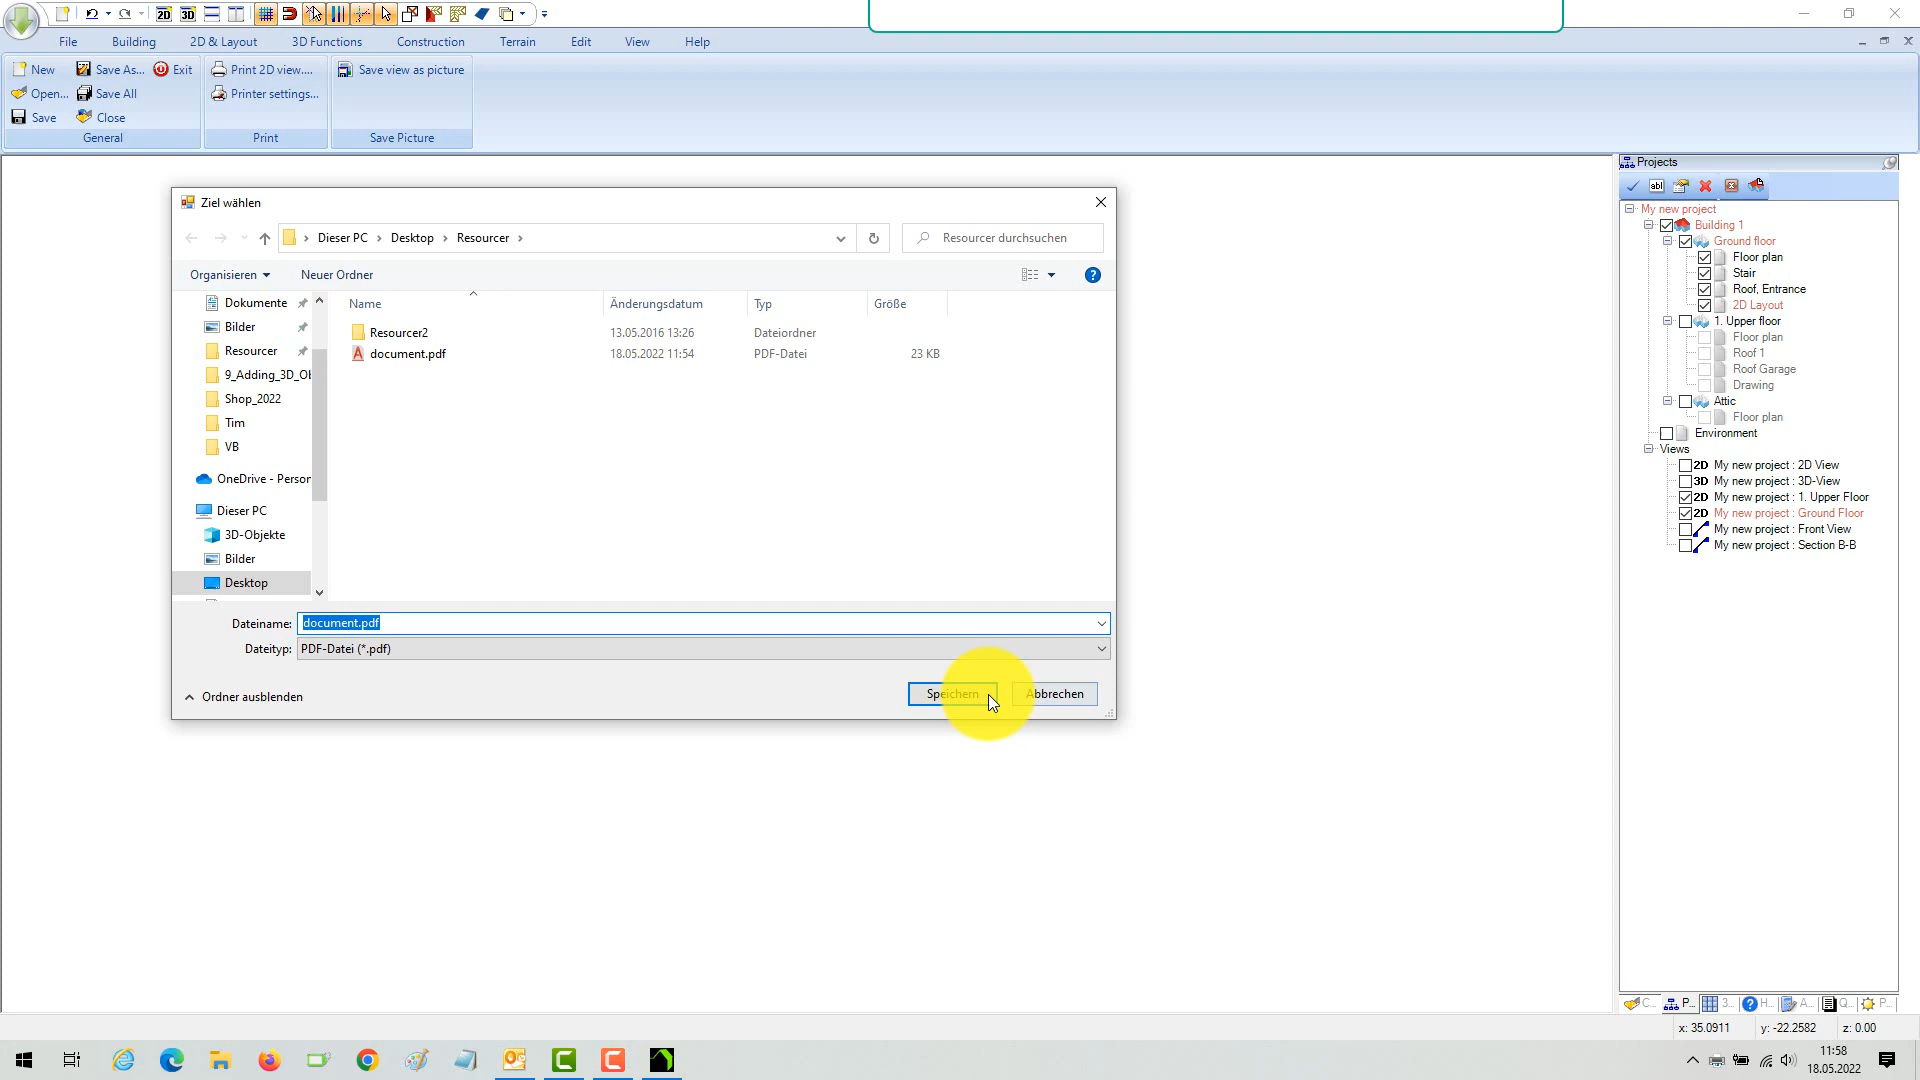 2D 3D
File Building 2D & Layout 3D Functions Construction Terrain Edit View Help
New Save As... Exit Print 2D view.... Save view as picture
Open... Save All Printer settings...
Save Close
General Print Save Picture
Projects
abl
My new project
Building 1
Ground floor
Floor plan
Stair
Roof, Entrance
2D Layout
1. Upper floor
Floor plan
Roof 1
Roof Garage
Drawing
Attic
Floor plan
Environment
Views
2D My new project : 2D View
3D My new project : 3D-View
2D My new project : 1. Upper Floor
2D My new project : Ground Floor
My new project : Front View
My new project : Section B-B
Ziel wählen
Dieser PC Desktop Resourcer Resourcer durchsuchen
Organisieren Neuer Ordner
Dokumente
Bilder
Resourcer
9_Adding_3D_Ob
Shop_2022
Tim
VB
OneDrive - Person
Dieser PC
3D-Objekte
Bilder
Desktop
Name Änderungsdatum Typ Größe
Resourcer2 13.05.2016 13:26 Dateiordner
document.pdf 18.05.2022 11:54 PDF-Datei 23 KB
Dateiname: document.pdf
Dateityp: PDF-Datei (*.pdf)
Ordner ausblenden Speichern Abbrechen
C... P... 3... H... A... Q... P...
x: 35.0911 y: -22.2582 z: 0.00
11:58
18.05.2022